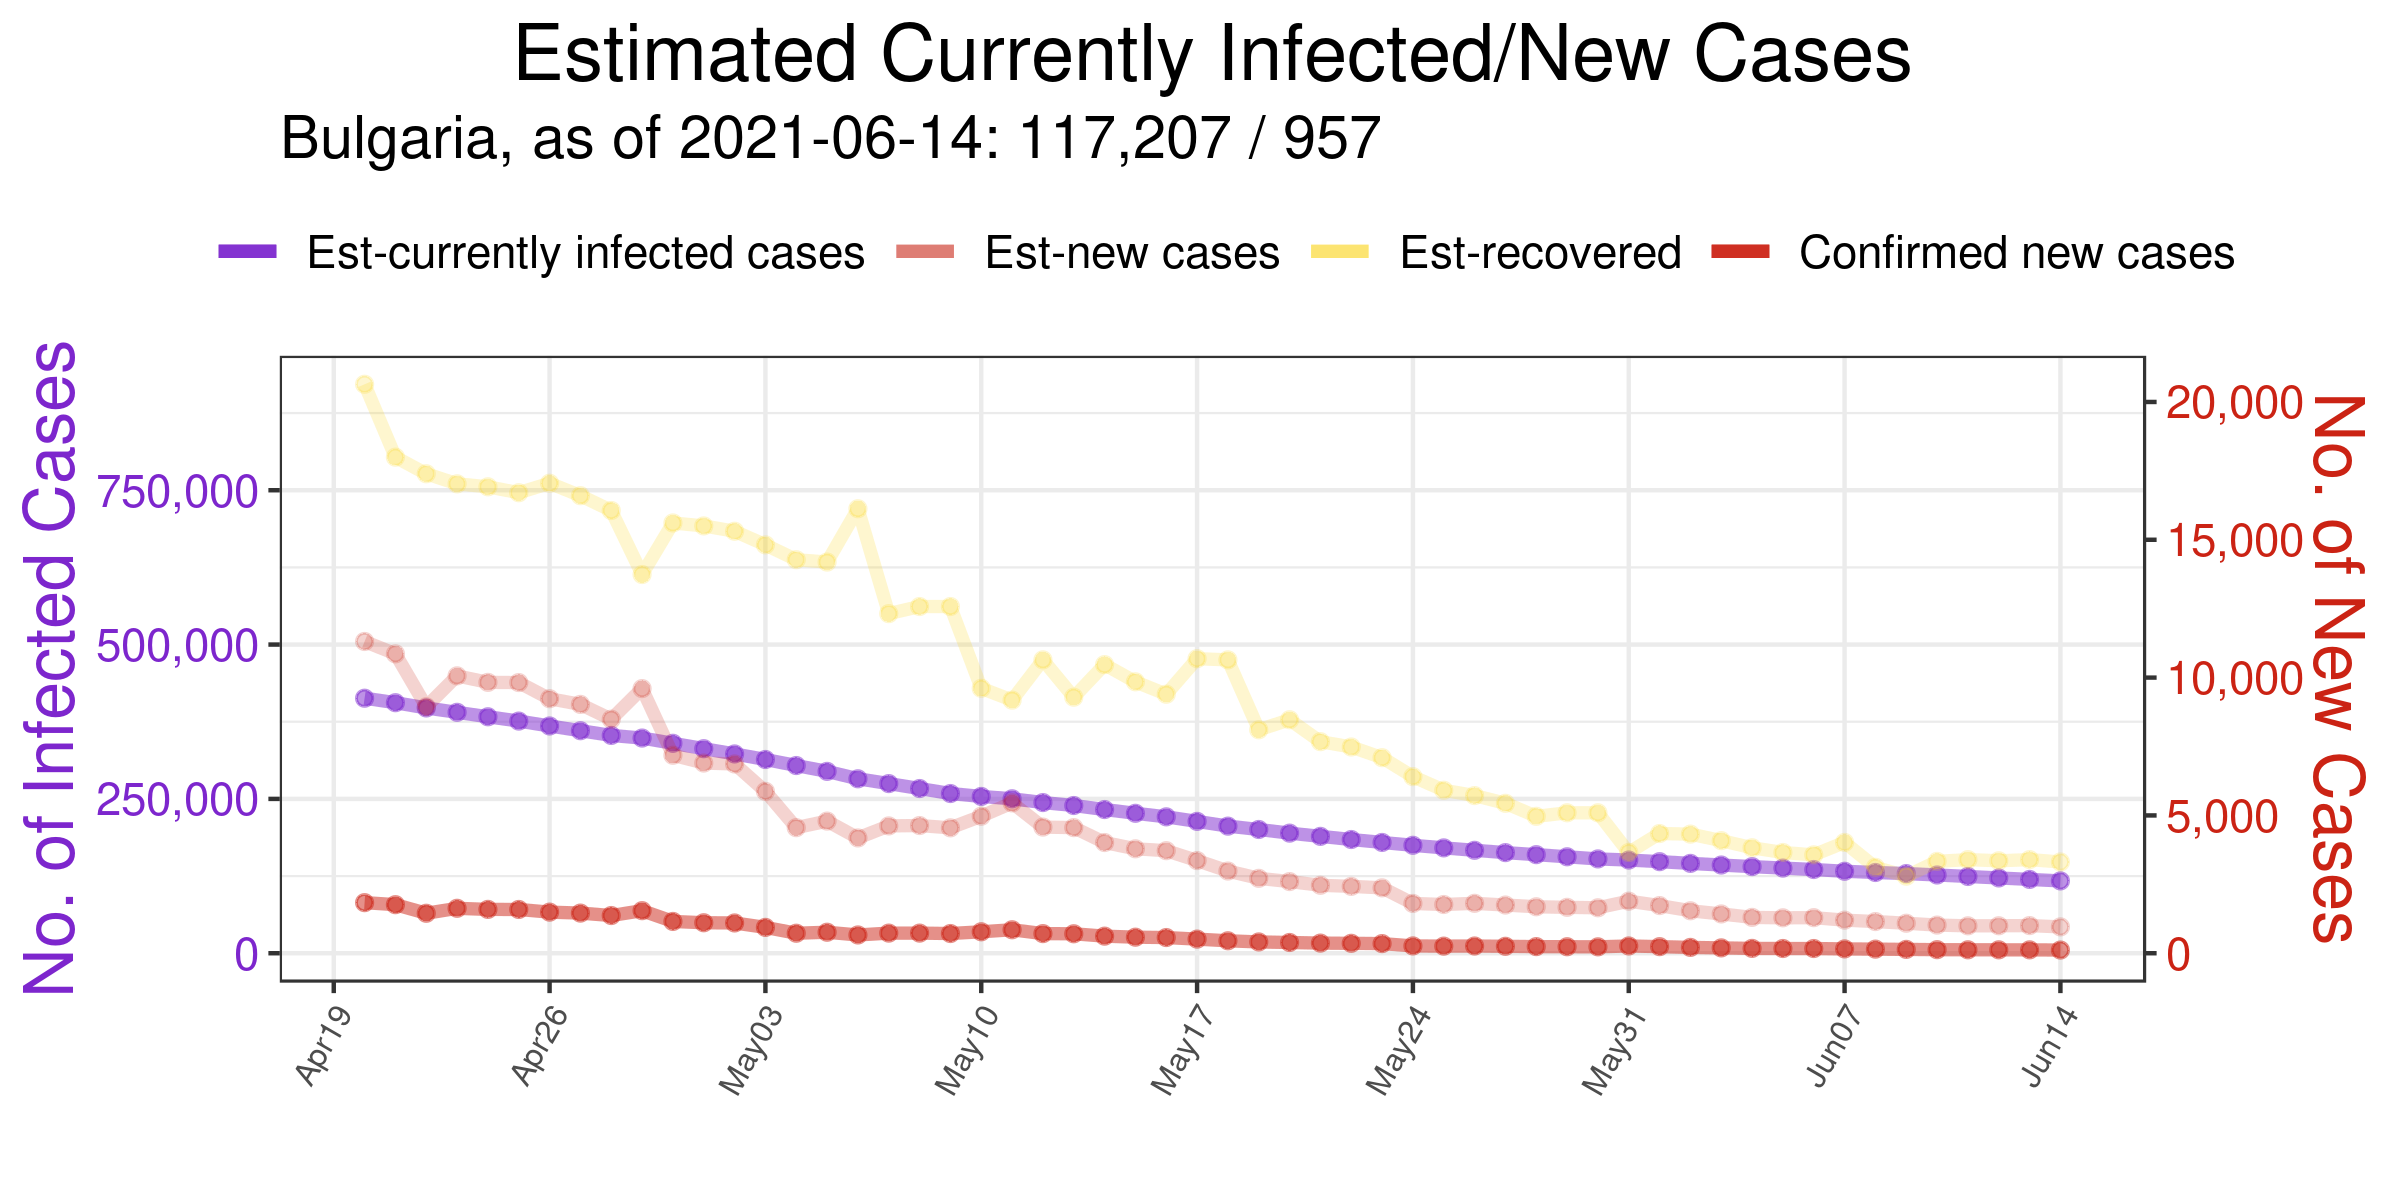 Estimated Currently Infected/New Cases
Bulgaria, as of 2021-06-14: 117,207 / 957
Est-currently infected cases Est-new cases Est-recovered Confirmed new cases
No. of Infected Cases
750,000
500,000
250,000
0
20,000
15,000
10,000
5,000
0
No. of New Cases
Apr19 Apr26 May03 May10 May17 May24 May31 Jun07 Jun14